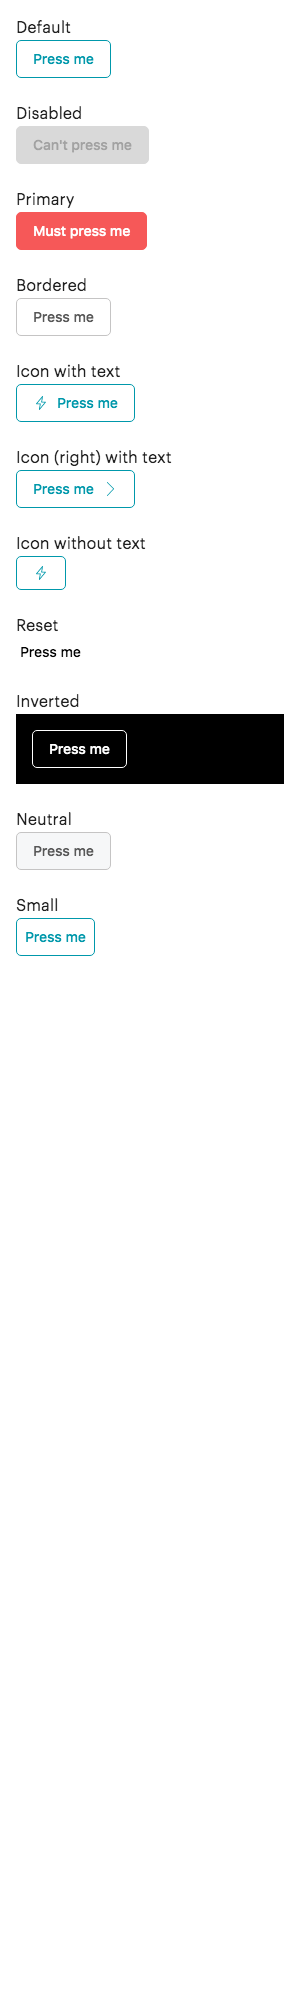 Default
Press me
Disabled
Can't press me
Primary
Must press me
Bordered
Press me
Icon with text
Press me
Icon (right) with text
Press me
Icon without text
Reset
Press me
Inverted
Press me
Neutral
Press me
Small
Press me